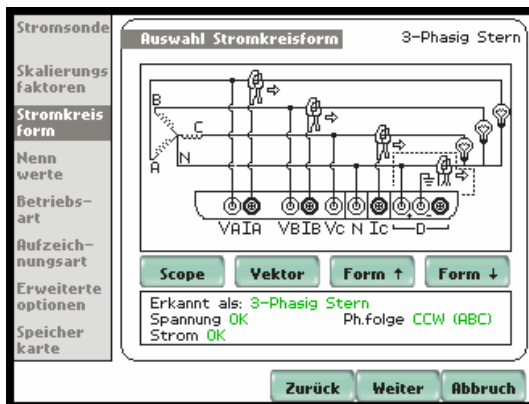 Stromsonde
Skalierungs
faktoren
Stromkreis
form
Nenn
werte
Betriebs-
art
Aufzeich-
nungsart
Erweiterte
optionen
Speicher
karte
Auswahl Stromkreisform
3-Phasig Stern
B
C
N
A
VA IA VB IB Vc N Ic D
+ -
Scope Vektor Form ↑ Form ↓
Erkannt als: 3-Phasig Stern
Spannung OK Ph.folge CCW (ABC)
Strom OK
Zurück Weiter Abbruch